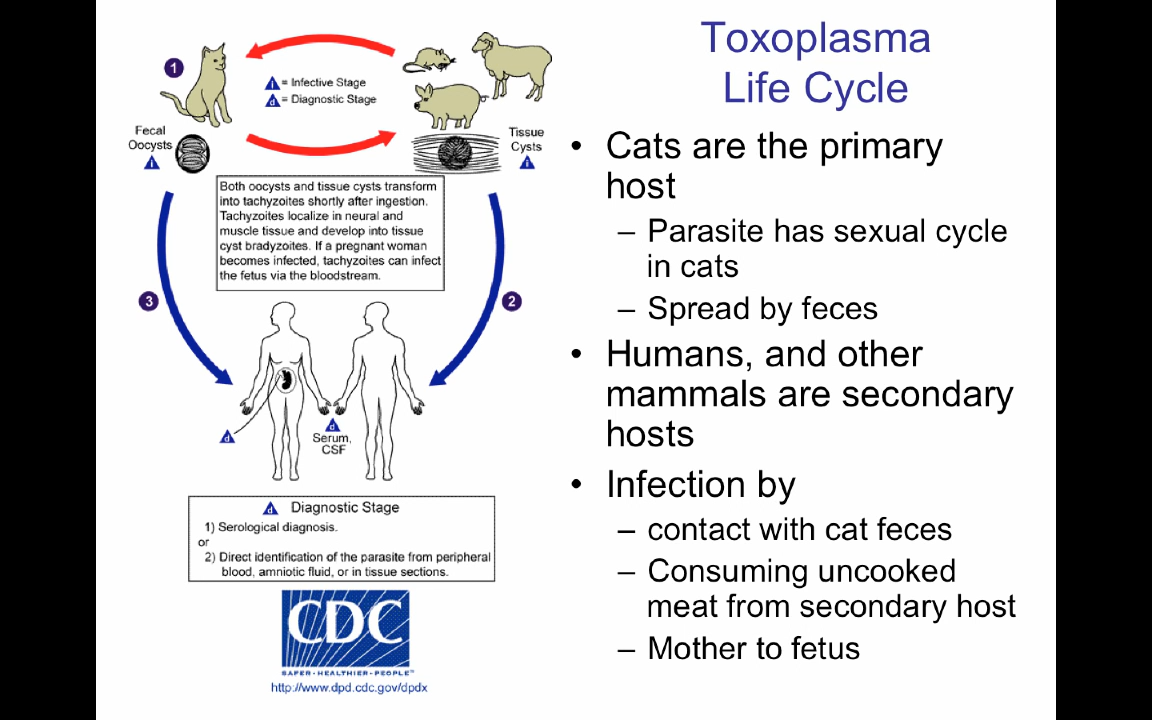 Toxoplasma
Life Cycle
1
i = Infective Stage
d = Diagnostic Stage
Fecal
Oocysts
i
Tissue
Cysts
i
Both oocysts and tissue cysts transform
into tachyzoites shortly after ingestion.
Tachyzoites localize in neural and
muscle tissue and develop into tissue
cyst bradyzoites. If a pregnant woman
becomes infected, tachyzoites can infect
the fetus via the bloodstream.
3
2
d
d
Serum,
CSF
d Diagnostic Stage
1) Serological diagnosis.
or
2) Direct identification of the parasite from peripheral
blood, amniotic fluid, or in tissue sections.
CDC
SAFER·HEALTHIER·PEOPLE™
http://www.dpd.cdc.gov/dpdx
• Cats are the primary
host
– Parasite has sexual cycle
in cats
– Spread by feces
• Humans, and other
mammals are secondary
hosts
• Infection by
– contact with cat feces
– Consuming uncooked
meat from secondary host
– Mother to fetus